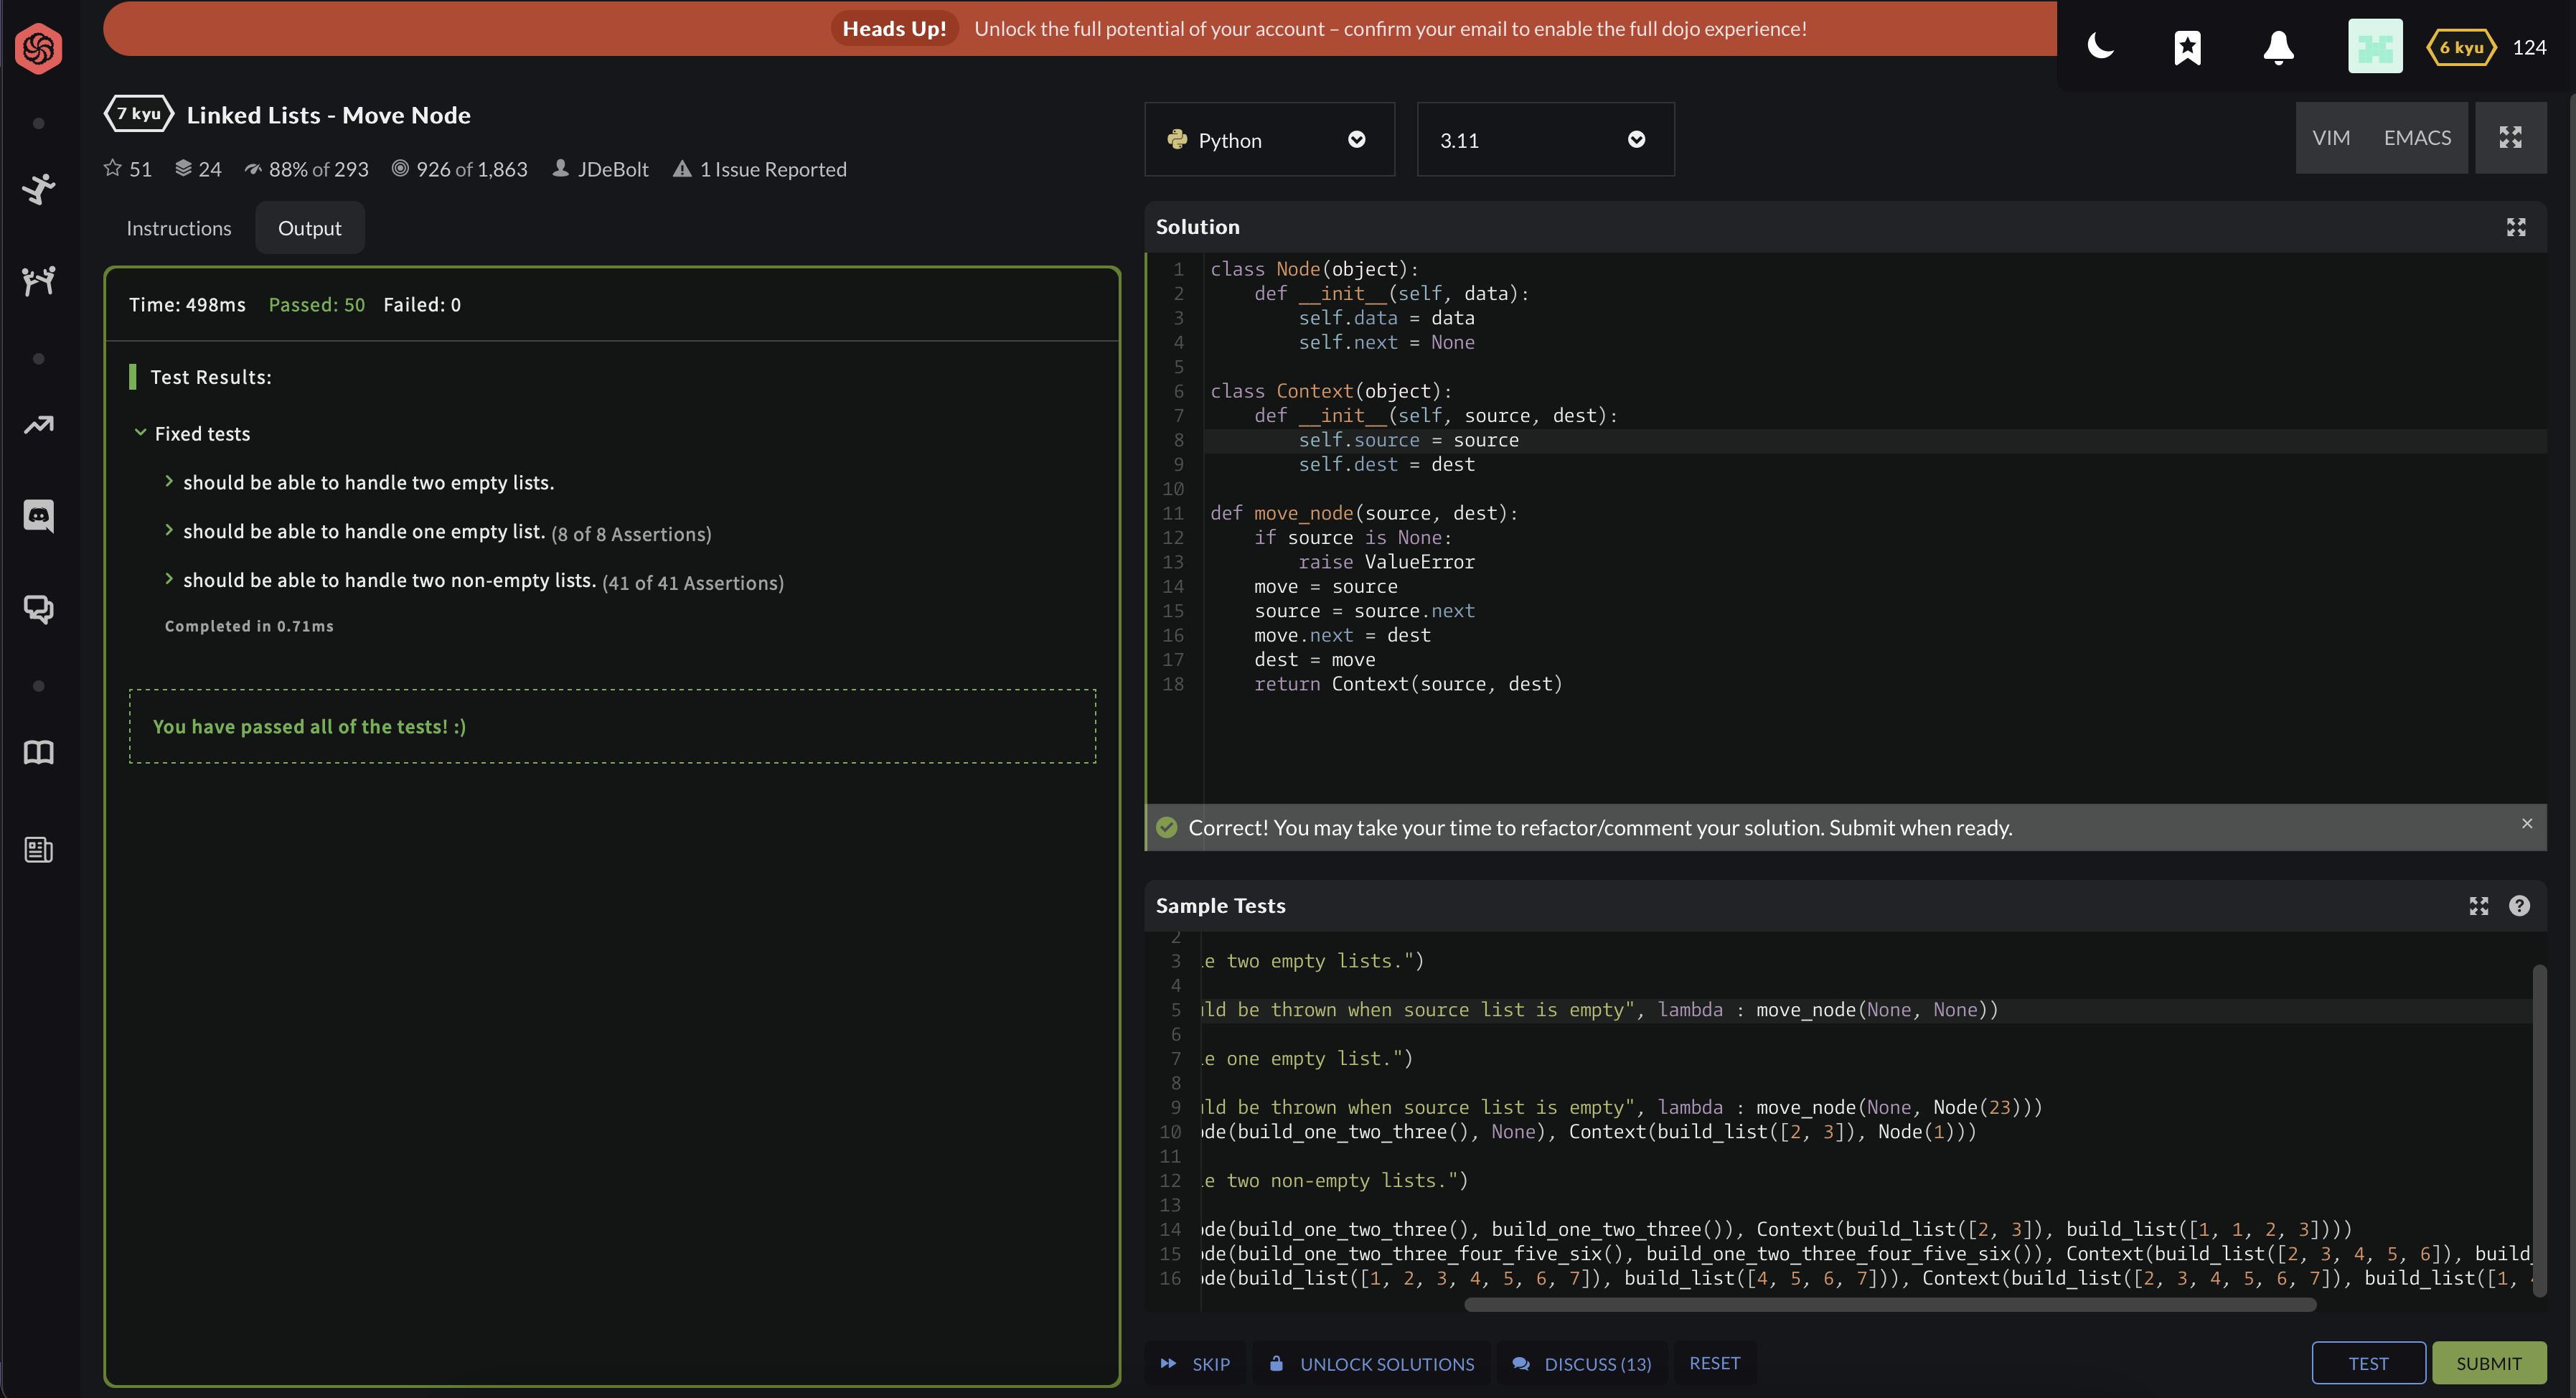 Heads Up! Unlock the full potential of your account – confirm your email to enable the full dojo experience!
6 kyu 124
7 kyu Linked Lists - Move Node
51 24 88% of 293 926 of 1,863 JDeBolt 1 Issue Reported
Instructions Output
Time: 498ms Passed: 50 Failed: 0
Test Results:
Fixed tests
should be able to handle two empty lists.
should be able to handle one empty list. (8 of 8 Assertions)
should be able to handle two non-empty lists. (41 of 41 Assertions)
Completed in 0.71ms
You have passed all of the tests! :)
Python 3.11 VIM EMACS
Solution
1 class Node(object):
2 def __init__(self, data):
3 self.data = data
4 self.next = None
5
6 class Context(object):
7 def __init__(self, source, dest):
8 self.source = source
9 self.dest = dest
10
11 def move_node(source, dest):
12 if source is None:
13 raise ValueError
14 move = source
15 source = source.next
16 move.next = dest
17 dest = move
18 return Context(source, dest)
Correct! You may take your time to refactor/comment your solution. Submit when ready.
Sample Tests
2
3 e two empty lists.")
4
5 ld be thrown when source list is empty", lambda : move_node(None, None))
6
7 e one empty list.")
8
9 ld be thrown when source list is empty", lambda : move_node(None, Node(23)))
10 de(build_one_two_three(), None), Context(build_list([2, 3]), Node(1)))
11
12 e two non-empty lists.")
13
14 de(build_one_two_three(), build_one_two_three()), Context(build_list([2, 3]), build_list([1, 1, 2, 3])))
15 de(build_one_two_three_four_five_six(), build_one_two_three_four_five_six()), Context(build_list([2, 3, 4, 5, 6]), build_
16 de(build_list([1, 2, 3, 4, 5, 6, 7]), build_list([4, 5, 6, 7])), Context(build_list([2, 3, 4, 5, 6, 7]), build_list([1,
SKIP UNLOCK SOLUTIONS DISCUSS (13) RESET TEST SUBMIT